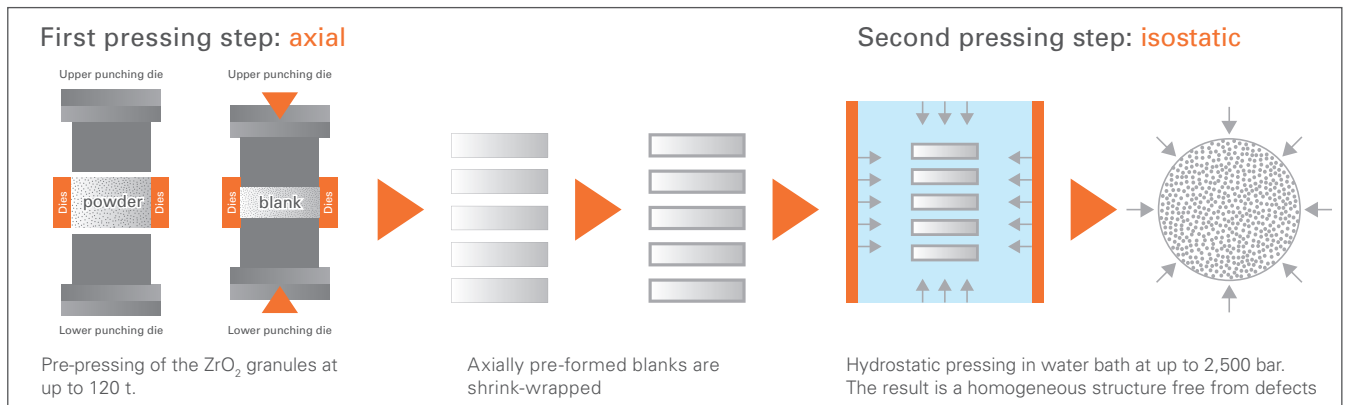 First pressing step: axial
Second pressing step: isostatic
Upper punching die
Upper punching die
Dies
powder
Dies
Dies
blank
Dies
Lower punching die
Lower punching die
Pre-pressing of the ZrO₂ granules at
up to 120 t.
Axially pre-formed blanks are
shrink-wrapped
Hydrostatic pressing in water bath at up to 2,500 bar.
The result is a homogeneous structure free from defects